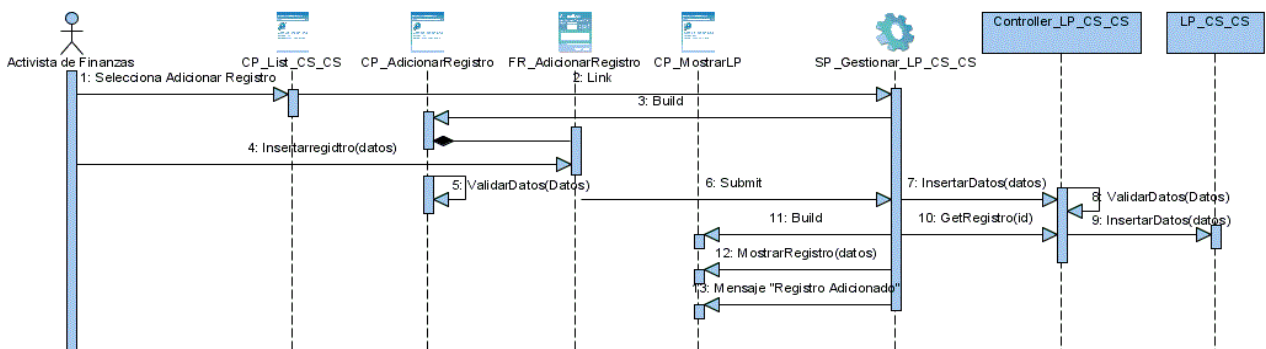 Controller_LP_CS_CS
LP_CS_CS
Activista de Finanzas
CP_List_CS_CS
CP_AdicionarRegistro
FR_AdicionarRegistro
CP_MostrarLP
SP_Gestionar_LP_CS_CS
1: Selecciona Adicionar Registro
2: Link
3: Build
4: Insertarregidtro(datos)
5: ValidarDatos(Datos)
6: Submit
7: InsertarDatos(datos)
8: ValidarDatos(Datos)
9: InsertarDatos(datos)
10: GetRegistro(id)
11: Build
12: MostrarRegistro(datos)
13: Mensaje "Registro Adicionado"